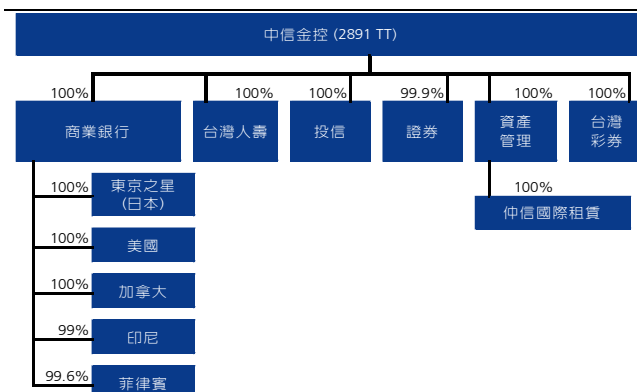 中信金控 (2891 TT)
100%
100%
100%
99.9%
100%
100%
商業銀行
台灣人壽
投信
證券
資產
管理
台灣
彩券
100%
東京之星
(日本)
100%
仲信國際租賃
100%
美國
100%
加拿大
99%
印尼
99.6%
菲律賓